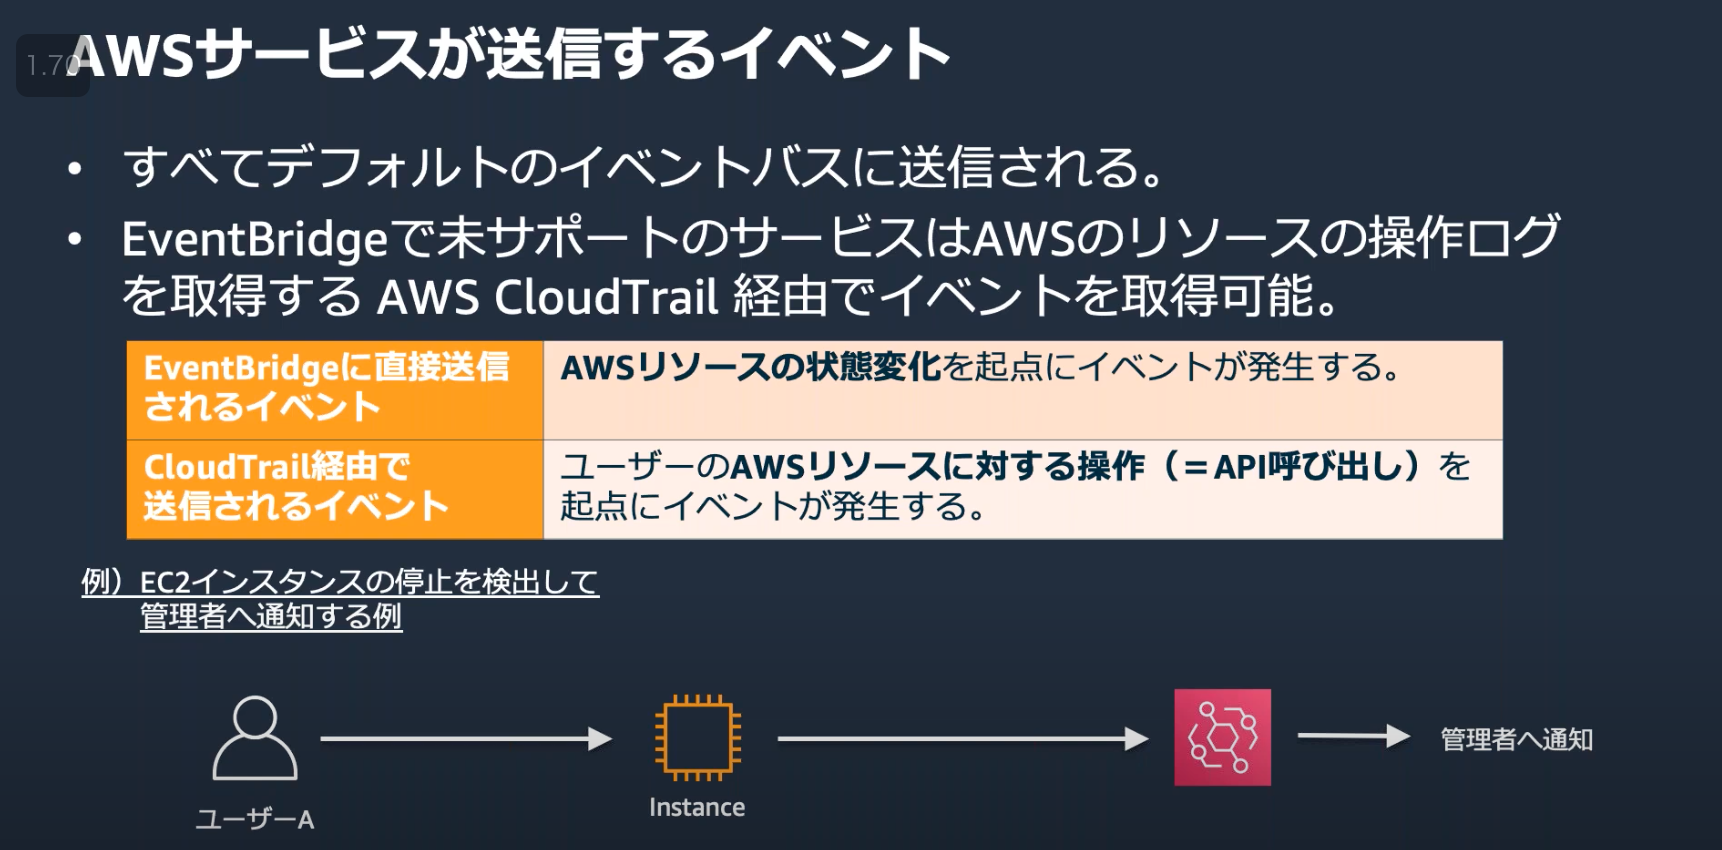 AWSサービスが送信するイベント
1.70
• すべてデフォルトのイベントバスに送信される。
• EventBridgeで未サポートのサービスはAWSのリソースの操作ログ
を取得する AWS CloudTrail 経由でイベントを取得可能。
EventBridgeに直接送信
されるイベント
AWSリソースの状態変化を起点にイベントが発生する。
CloudTrail経由で
送信されるイベント
ユーザーのAWSリソースに対する操作（＝API呼び出し）を
起点にイベントが発生する。
例）EC2インスタンスの停止を検出して
管理者へ通知する例
ユーザーA
Instance
管理者へ通知